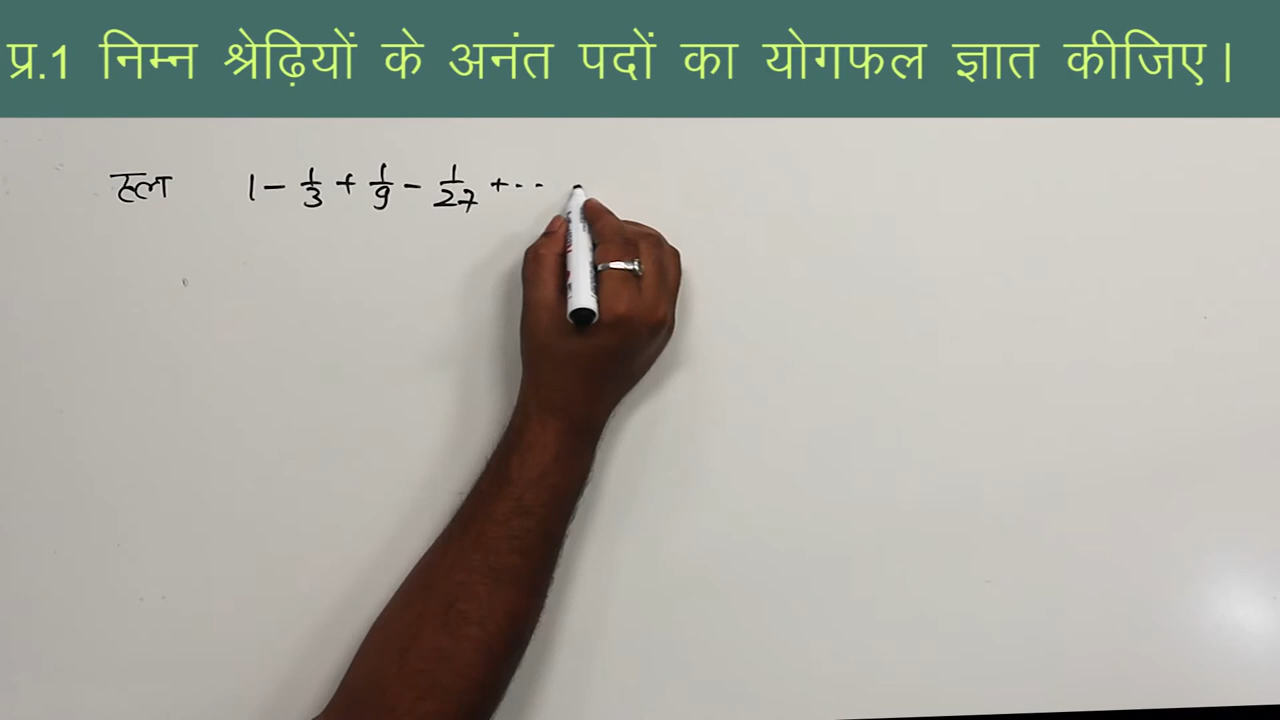 प्र.1 निम्न श्रेढ़ियों के अनंत पदों का योगफल ज्ञात कीजिए।
हल 1 - 1/3 + 1/9 - 1/27 + ...